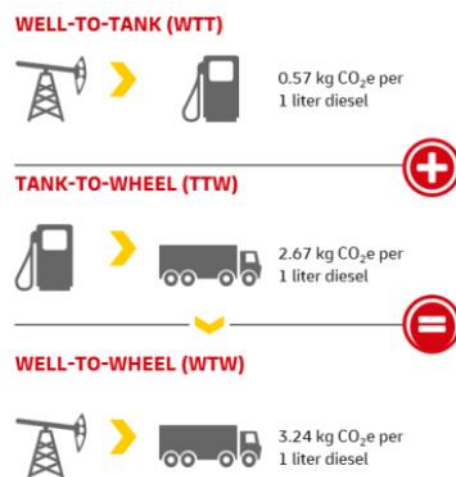 WELL-TO-TANK (WTT)
0.57 kg CO₂e per
1 liter diesel
+
TANK-TO-WHEEL (TTW)
2.67 kg CO₂e per
1 liter diesel
=
WELL-TO-WHEEL (WTW)
3.24 kg CO₂e per
1 liter diesel